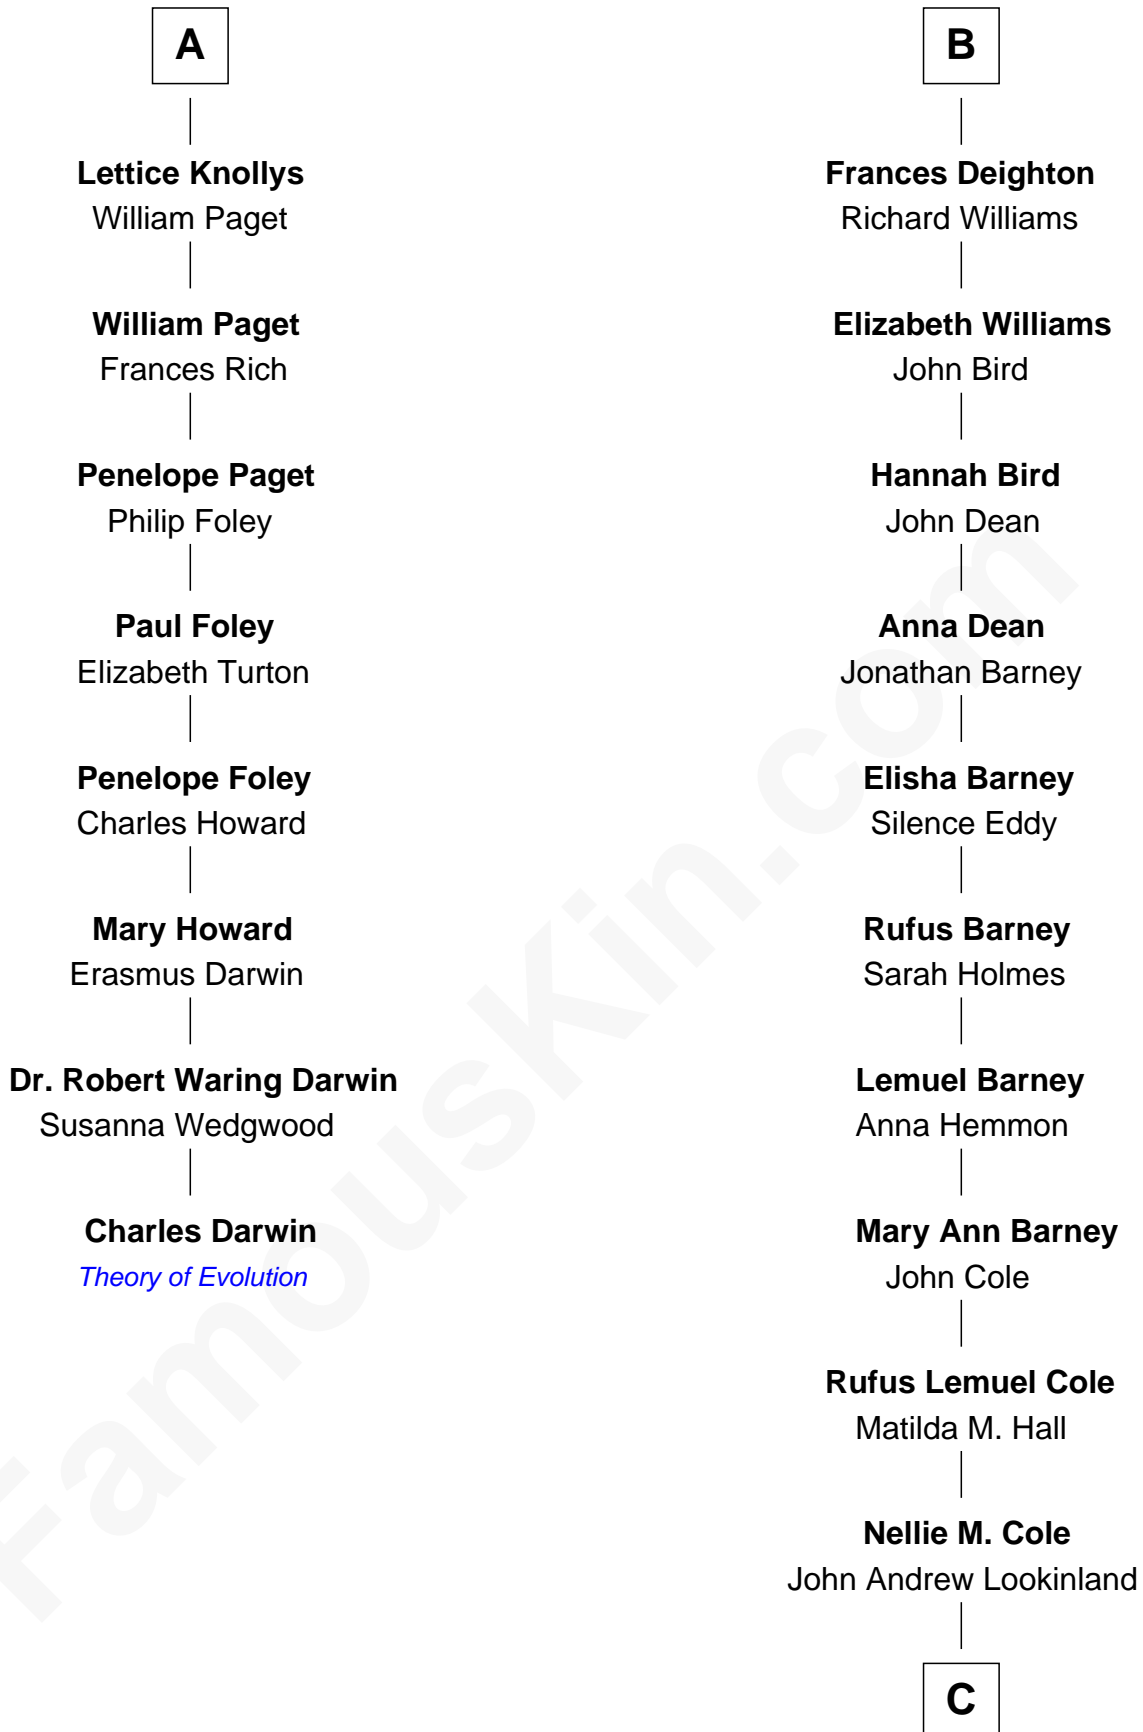 A
Lettice Knollys
William Paget
William Paget
Frances Rich
Penelope Paget
Philip Foley
Paul Foley
Elizabeth Turton
Penelope Foley
Charles Howard
Mary Howard
Erasmus Darwin
Dr. Robert Waring Darwin
Susanna Wedgwood
Charles Darwin
Theory of Evolution
B
Frances Deighton
Richard Williams
Elizabeth Williams
John Bird
Hannah Bird
John Dean
Anna Dean
Jonathan Barney
Elisha Barney
Silence Eddy
Rufus Barney
Sarah Holmes
Lemuel Barney
Anna Hemmon
Mary Ann Barney
John Cole
Rufus Lemuel Cole
Matilda M. Hall
Nellie M. Cole
John Andrew Lookinland
C
FamousKin.com